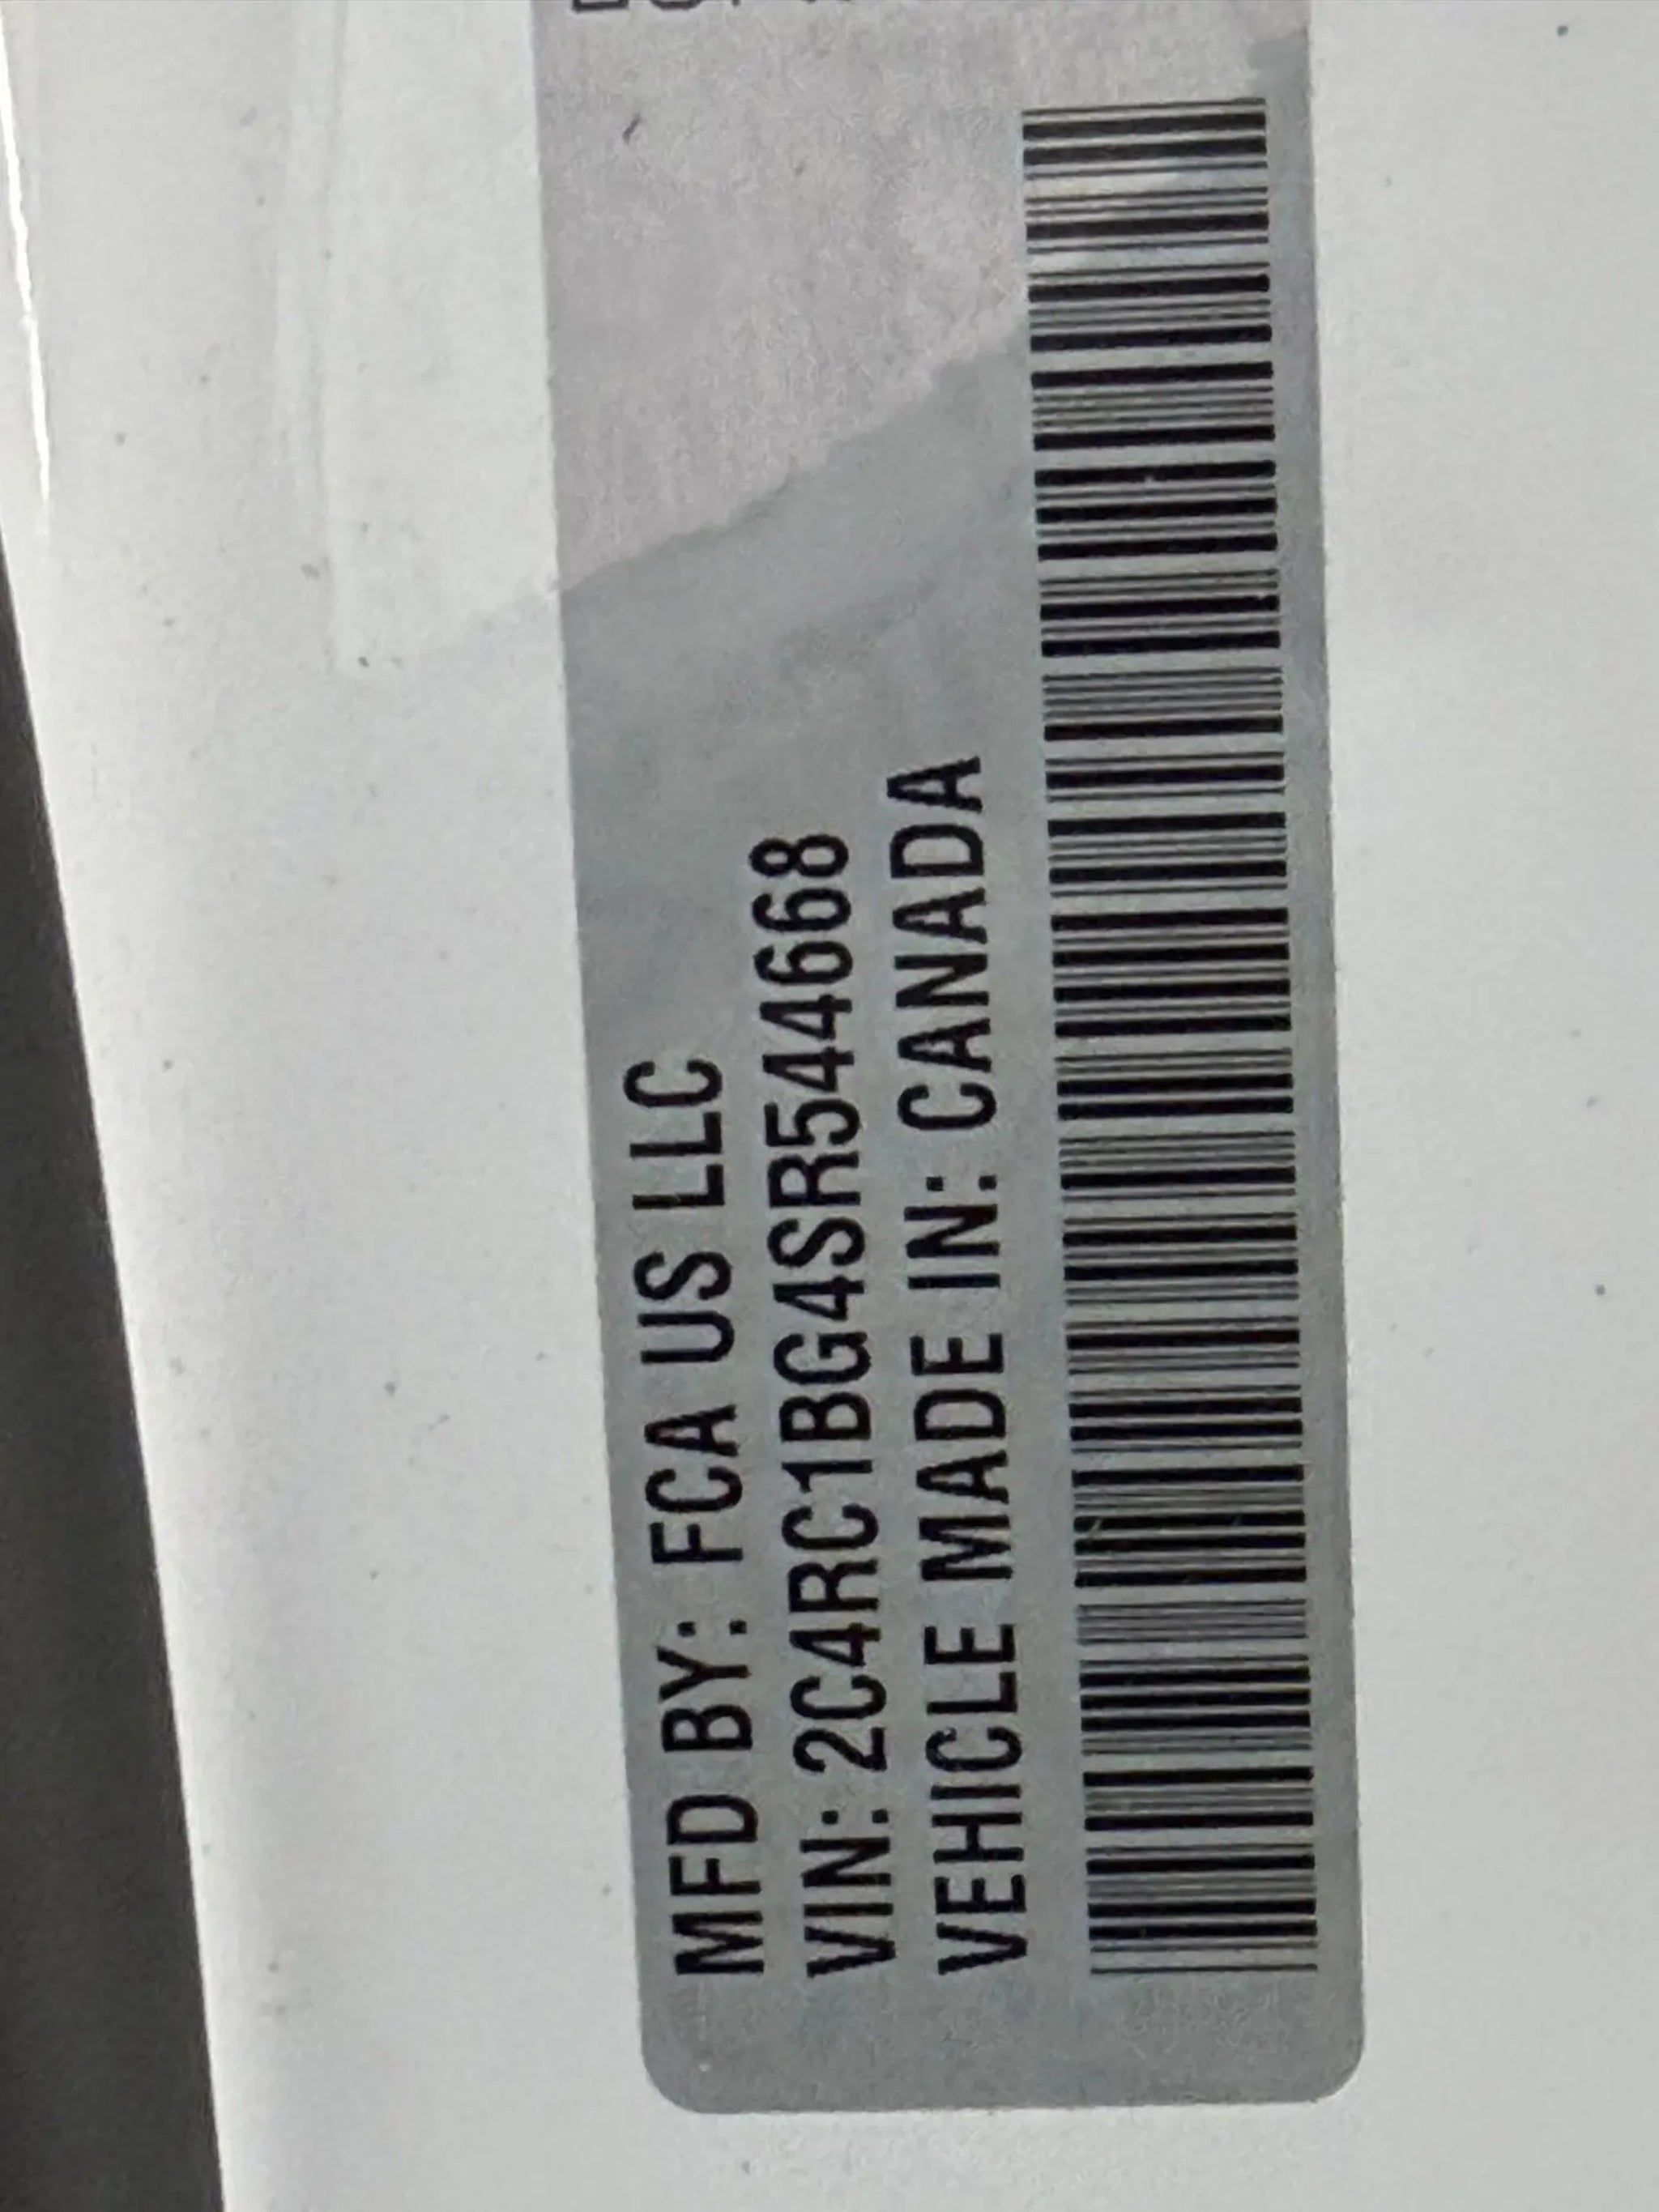 MFD BY: FCA US LLC
VIN: 2C4RC1BG4SR544668
VEHICLE MADE IN: CANADA